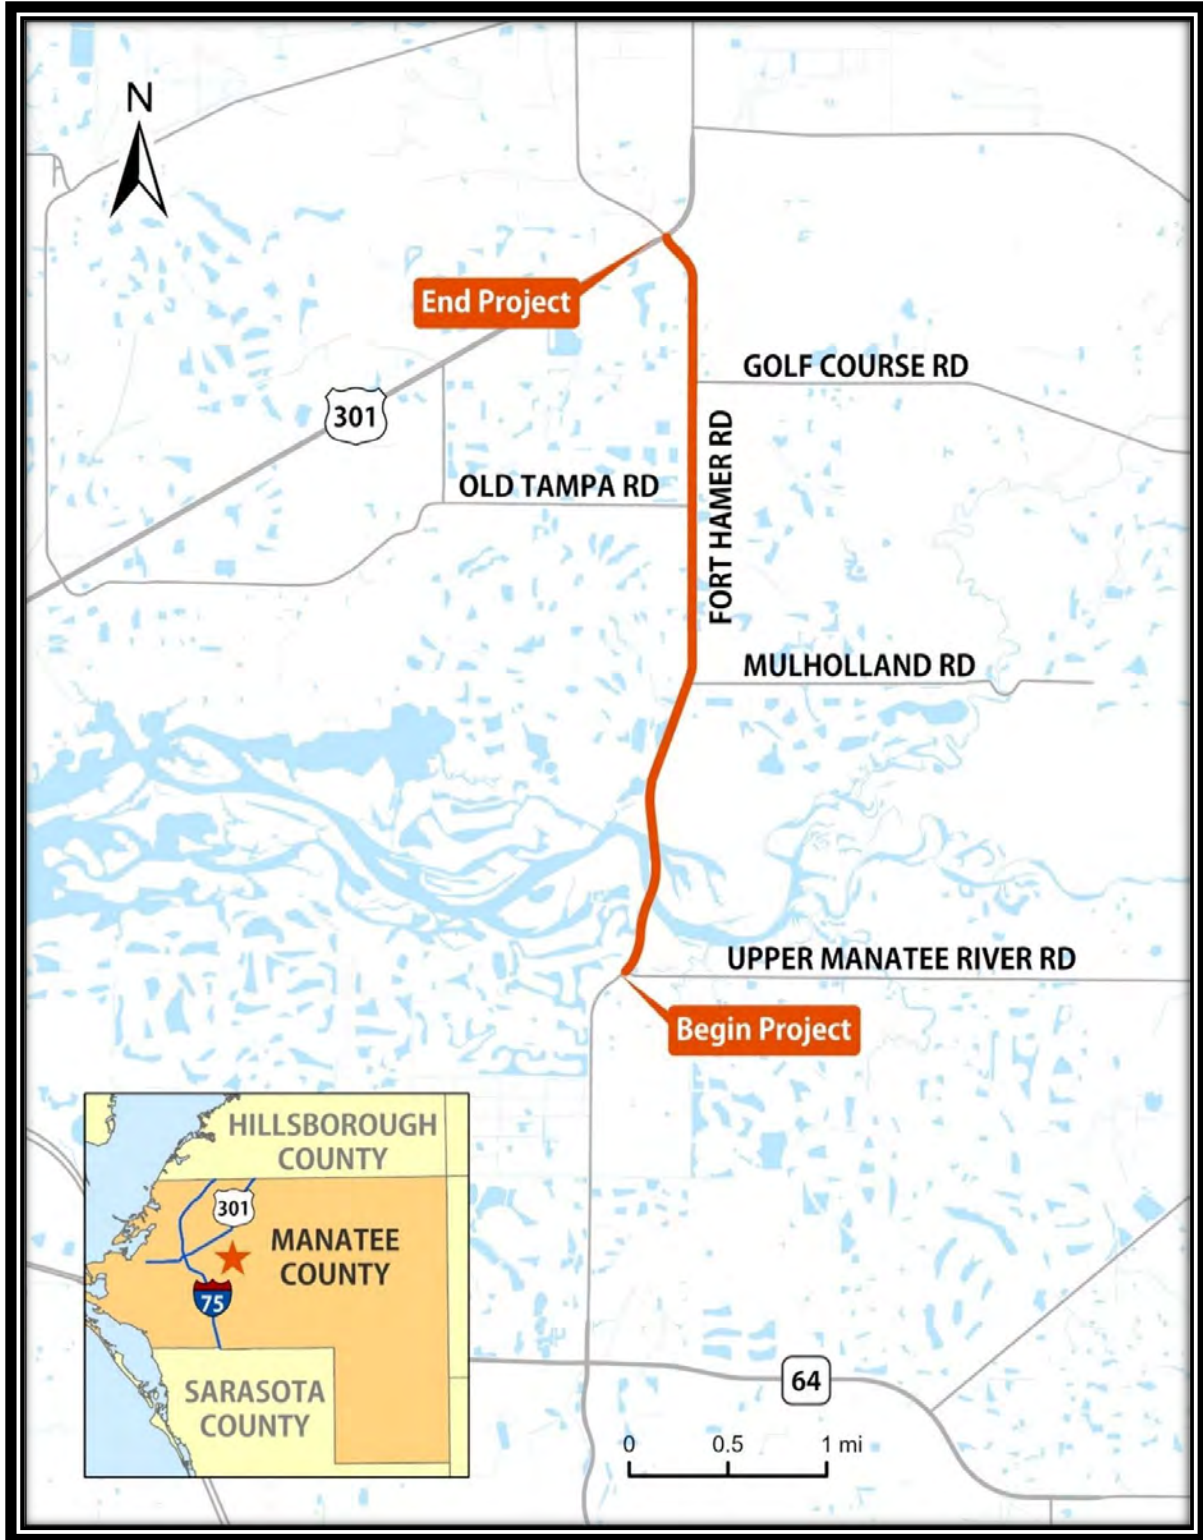 N
End Project
GOLF COURSE RD
301
OLD TAMPA RD
FORT HAMER RD
MULHOLLAND RD
UPPER MANATEE RIVER RD
Begin Project
HILLSBOROUGH
COUNTY
301
MANATEE
COUNTY
75
SARASOTA
COUNTY
64
0 0.5 1 mi